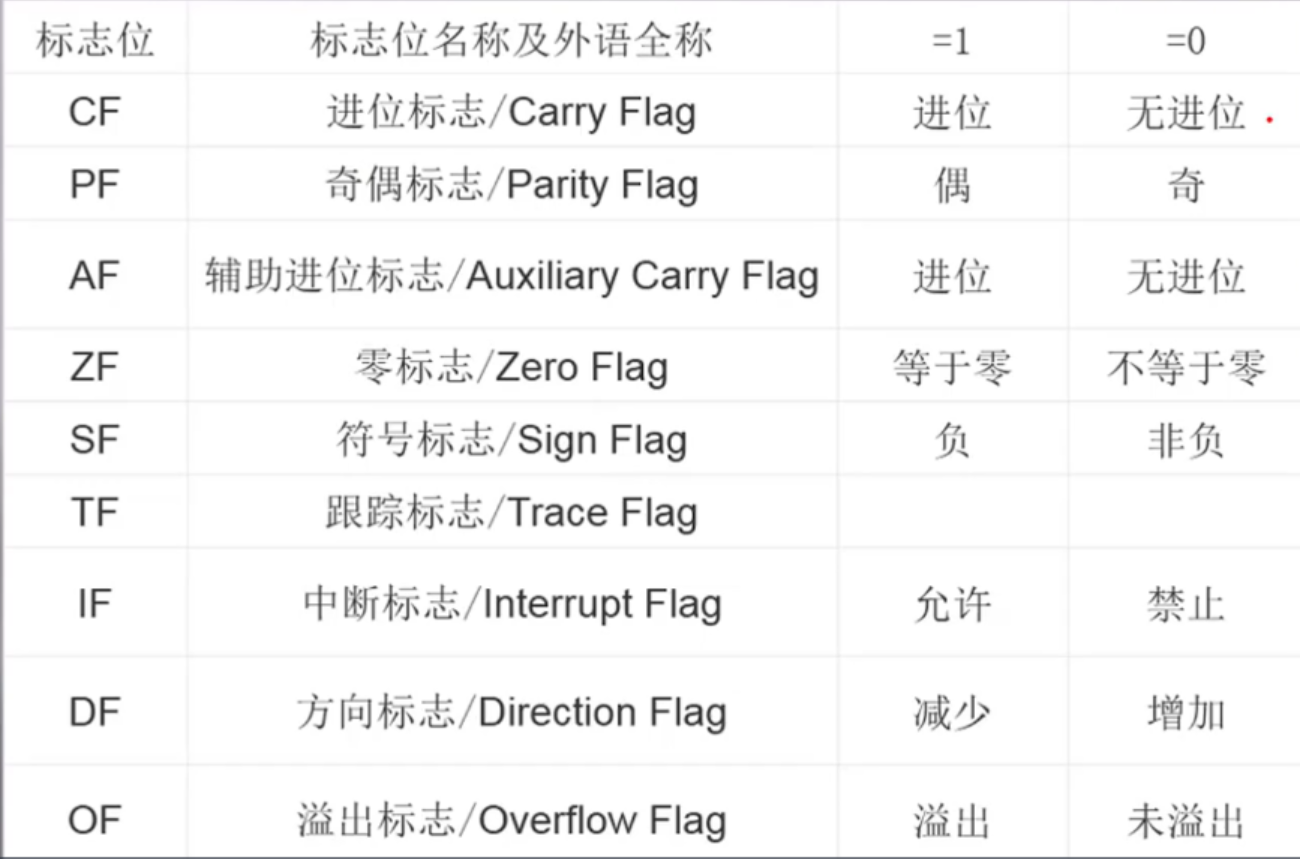 标志位 标志位名称及外语全称 =1 =0
CF 进位标志/Carry Flag 进位 无进位
PF 奇偶标志/Parity Flag 偶 奇
AF 辅助进位标志/Auxiliary Carry Flag 进位 无进位
ZF 零标志/Zero Flag 等于零 不等于零
SF 符号标志/Sign Flag 负 非负
TF 跟踪标志/Trace Flag
IF 中断标志/Interrupt Flag 允许 禁止
DF 方向标志/Direction Flag 减少 增加
OF 溢出标志/Overflow Flag 溢出 未溢出